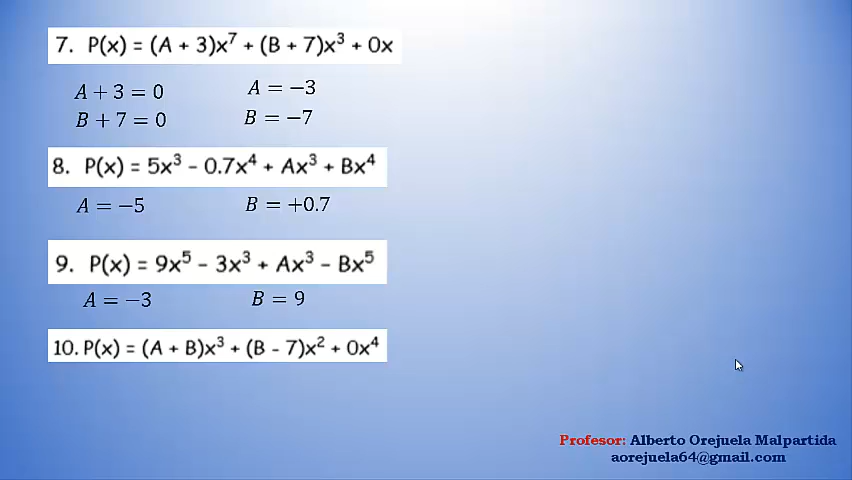 7. P(x) = (A + 3)x⁷ + (B + 7)x³ + 0x
A + 3 = 0 A = −3
B + 7 = 0 B = −7
8. P(x) = 5x³ - 0.7x⁴ + Ax³ + Bx⁴
A = −5 B = +0.7
9. P(x) = 9x⁵ - 3x³ + Ax³ - Bx⁵
A = −3 B = 9
10. P(x) = (A + B)x³ + (B - 7)x² + 0x⁴
Profesor: Alberto Orejuela Malpartida
aorejuela64@gmail.com